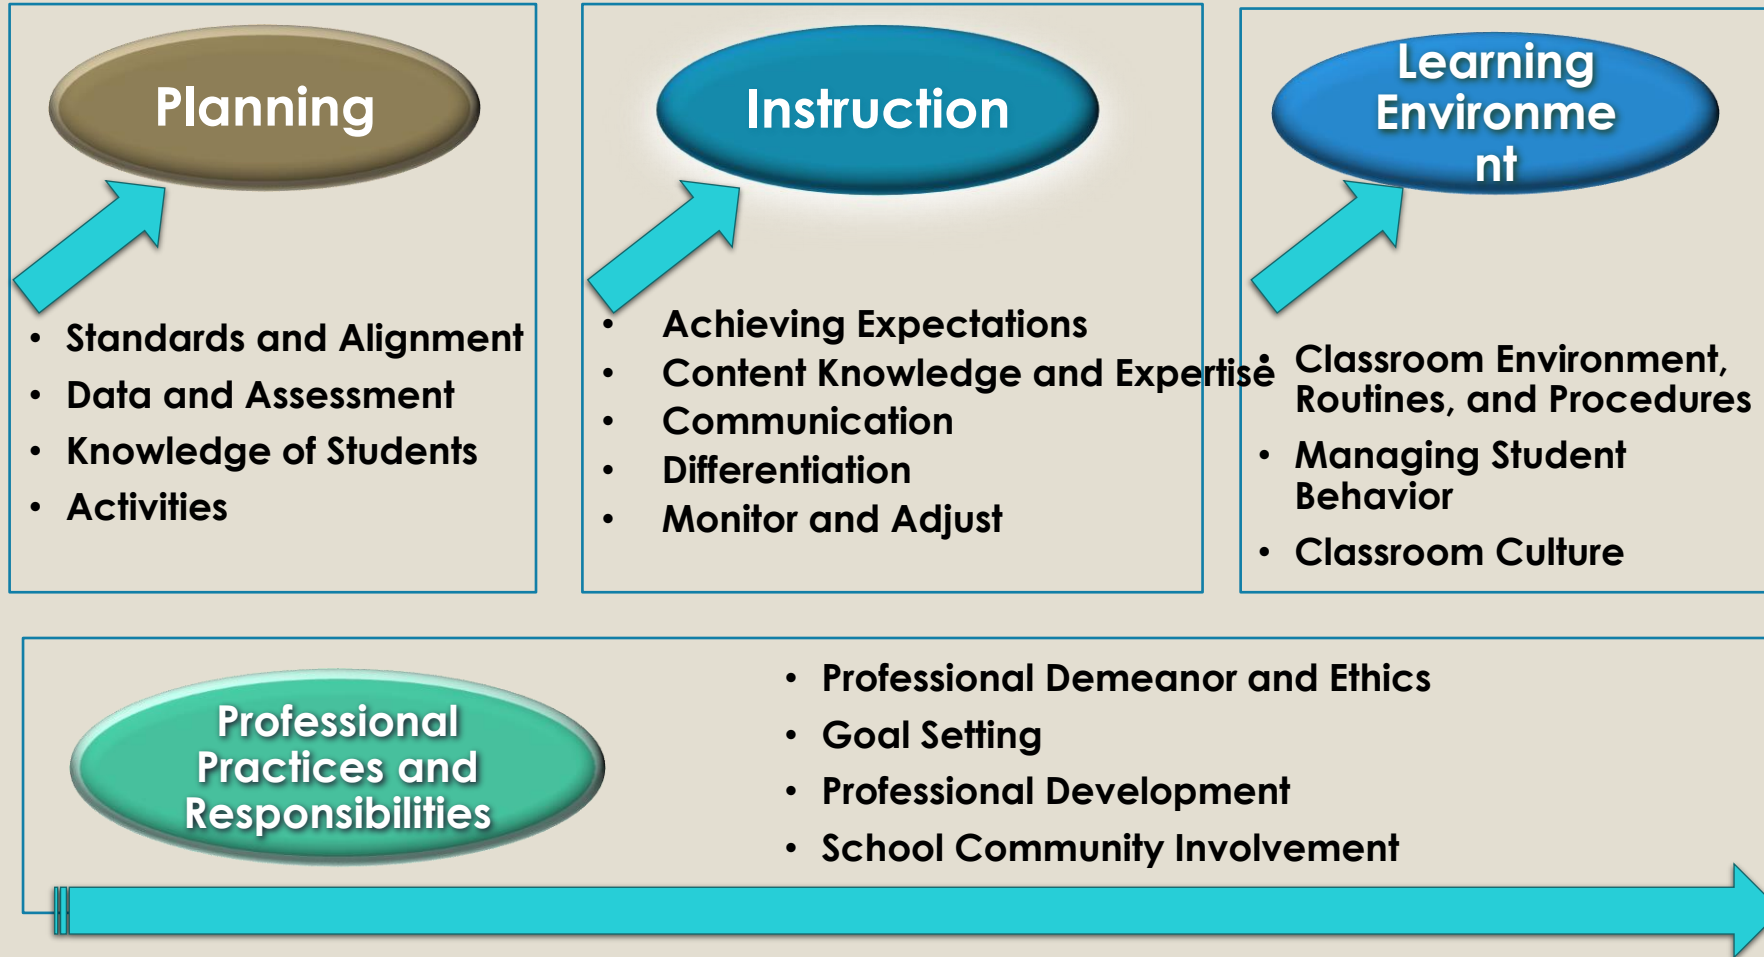 Planning
• Standards and Alignment
• Data and Assessment
• Knowledge of Students
• Activities
Instruction
• Achieving Expectations
• Content Knowledge and Expertise
• Communication
• Differentiation
• Monitor and Adjust
Learning
Environme
nt
• Classroom Environment,
Routines, and Procedures
• Managing Student
Behavior
• Classroom Culture
Professional
Practices and
Responsibilities
• Professional Demeanor and Ethics
• Goal Setting
• Professional Development
• School Community Involvement